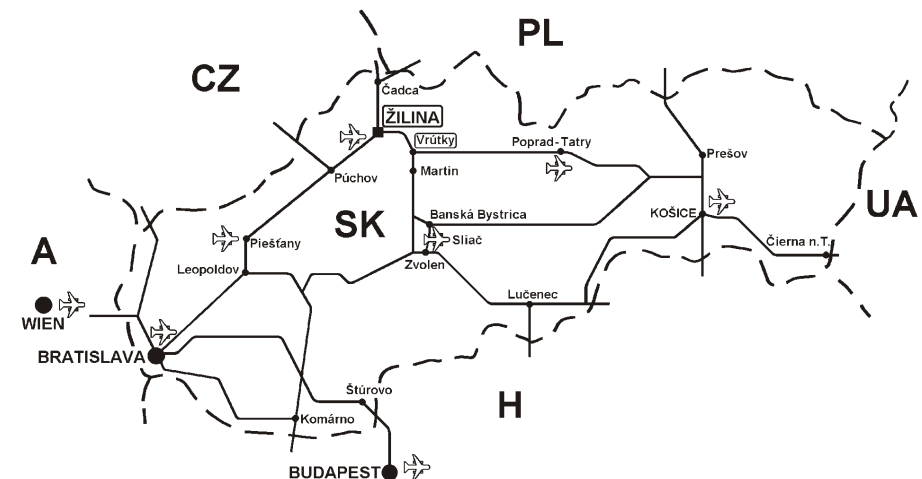 PL
CZ
Čadca
ŽILINA
Vrútky
Poprad-Tatry
Prešov
Púchov
Martin
UA
SK
Banská Bystrica
KOŠICE
Piešťany
Sliač
Čierna n.T.
A
Leopoldov
Zvolen
Lučenec
WIEN
BRATISLAVA
Štúrovo
H
Komárno
BUDAPEST